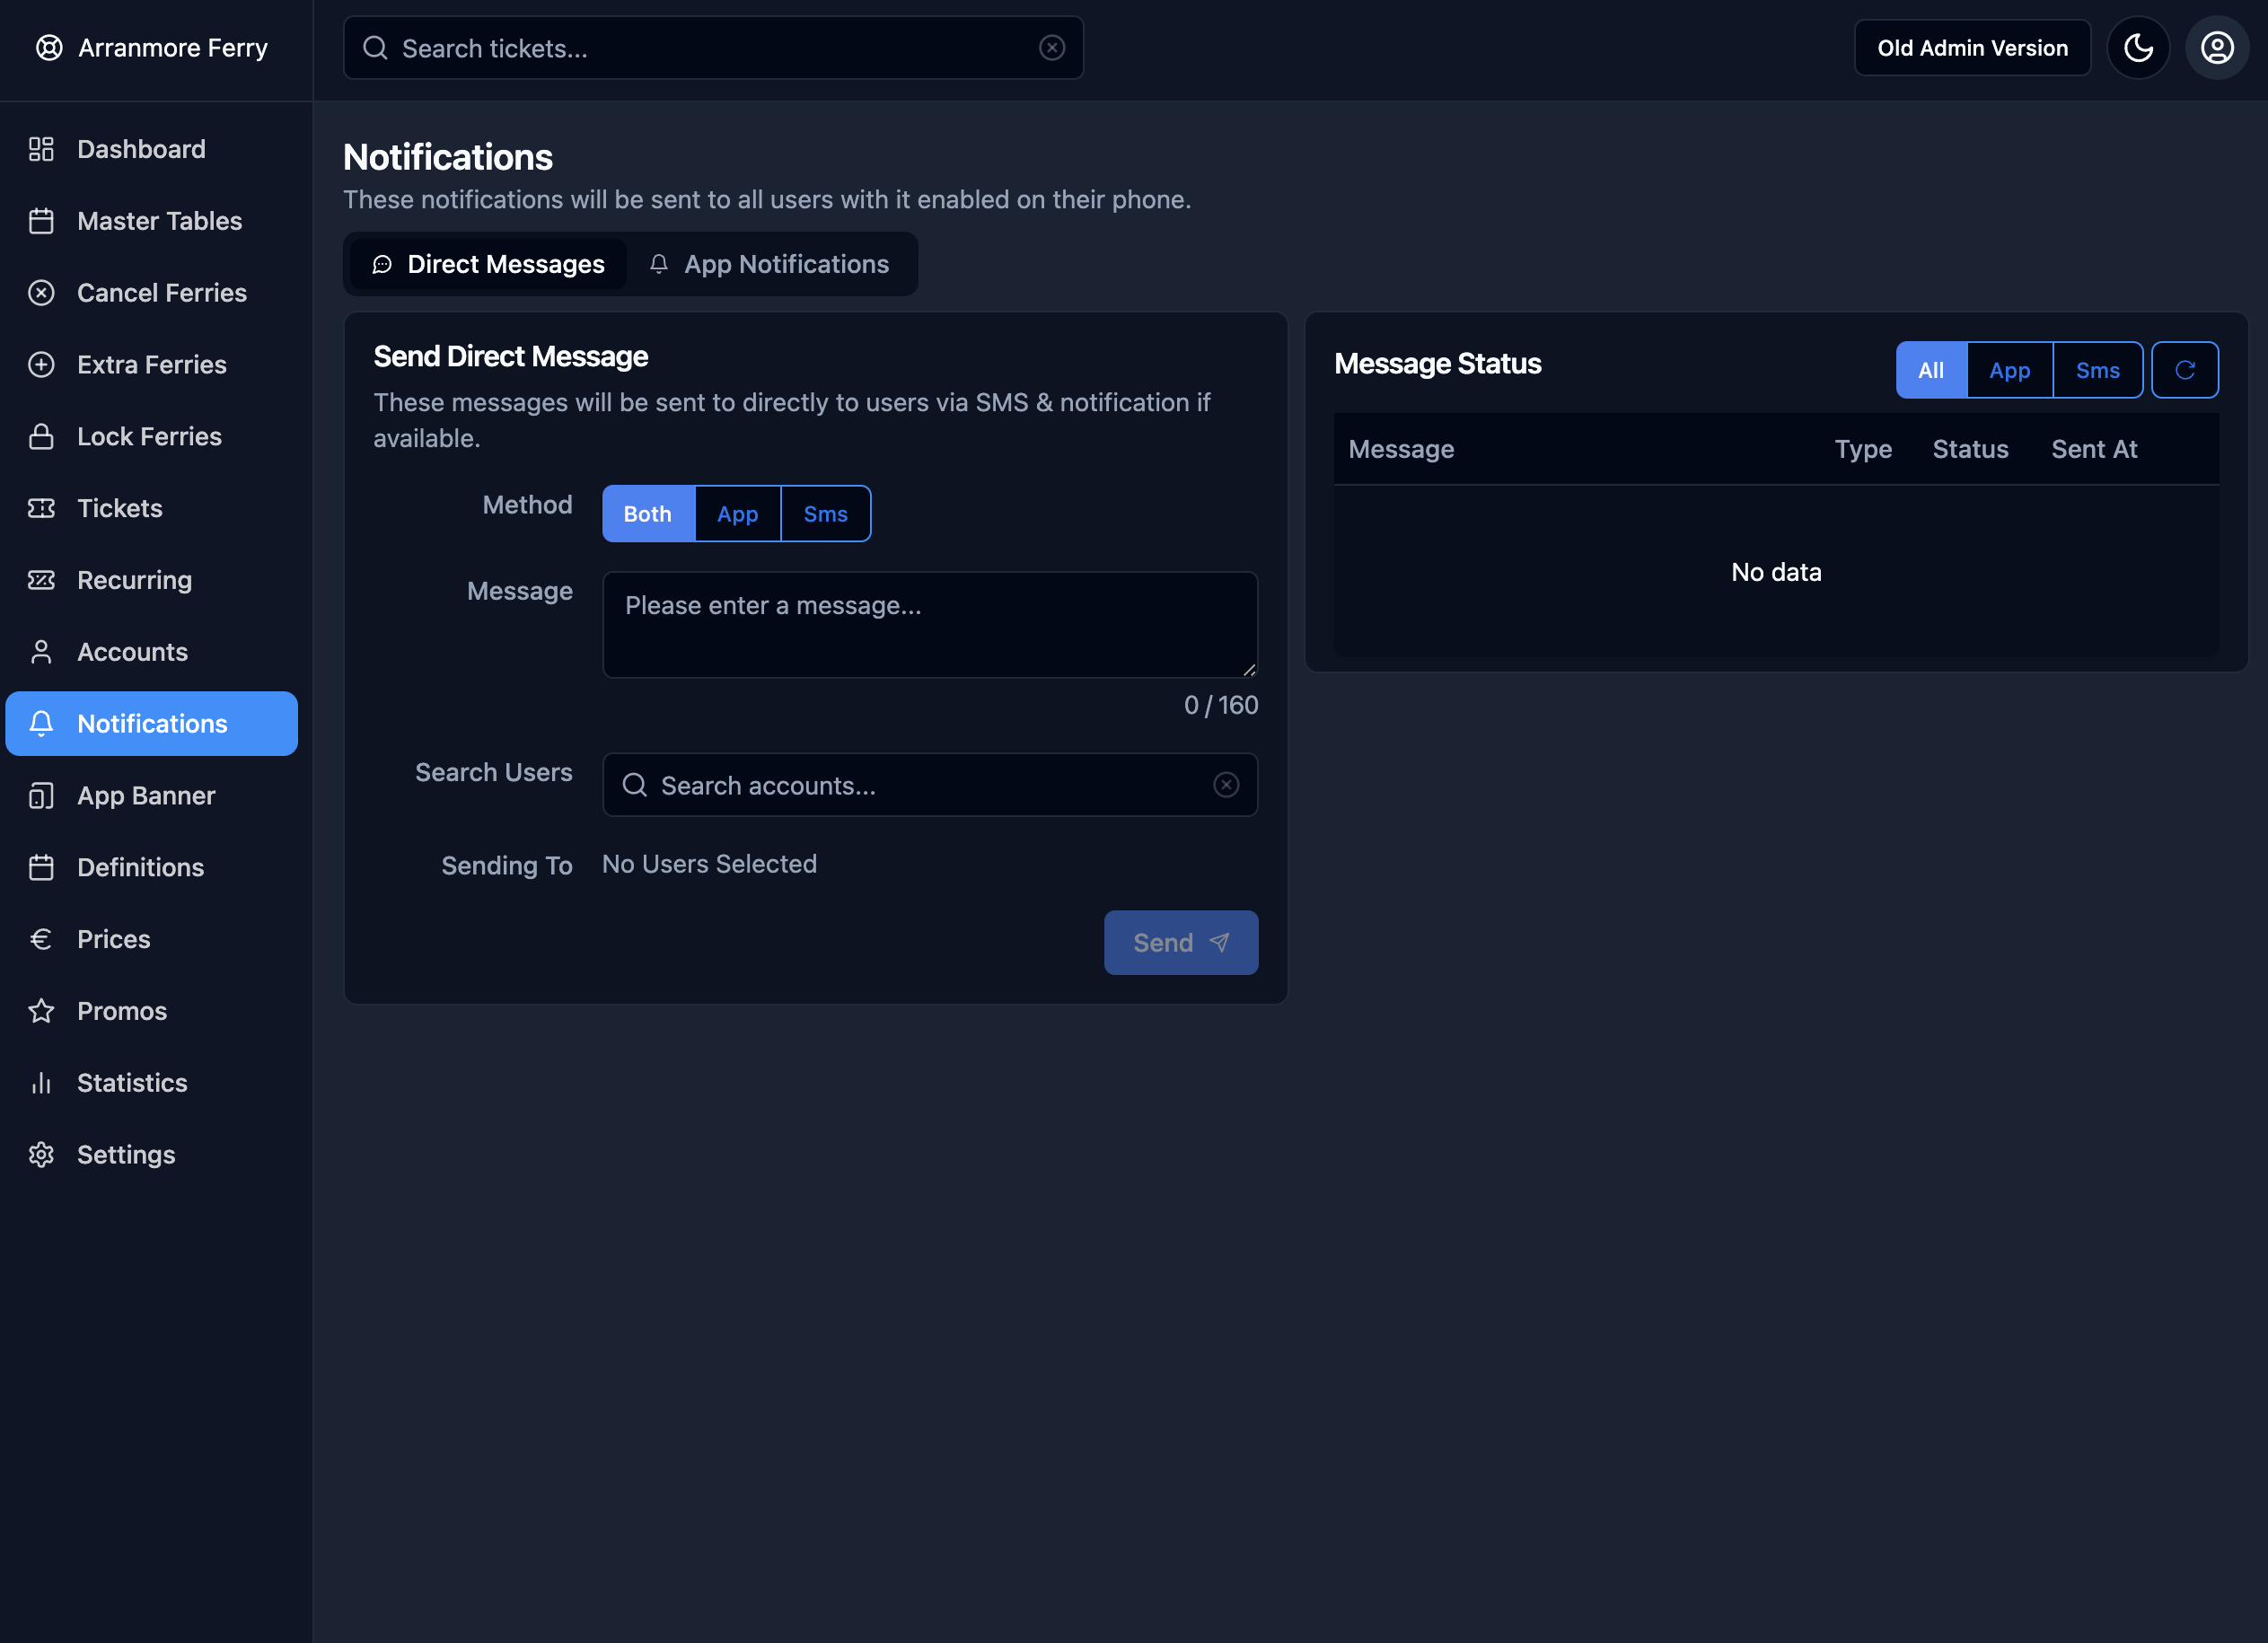 Arranmore Ferry
Search tickets...
Old Admin Version
Dashboard
Master Tables
Cancel Ferries
Extra Ferries
Lock Ferries
Tickets
Recurring
Accounts
Notifications
App Banner
Definitions
Prices
Promos
Statistics
Settings
Notifications
These notifications will be sent to all users with it enabled on their phone.
Direct Messages
App Notifications
Send Direct Message
These messages will be sent to directly to users via SMS & notification if
available.
Method
Both
App
Sms
Message
Please enter a message...
0 / 160
Search Users
Search accounts...
Sending To
No Users Selected
Send
Message Status
All
App
Sms
Message Type Status Sent At
No data